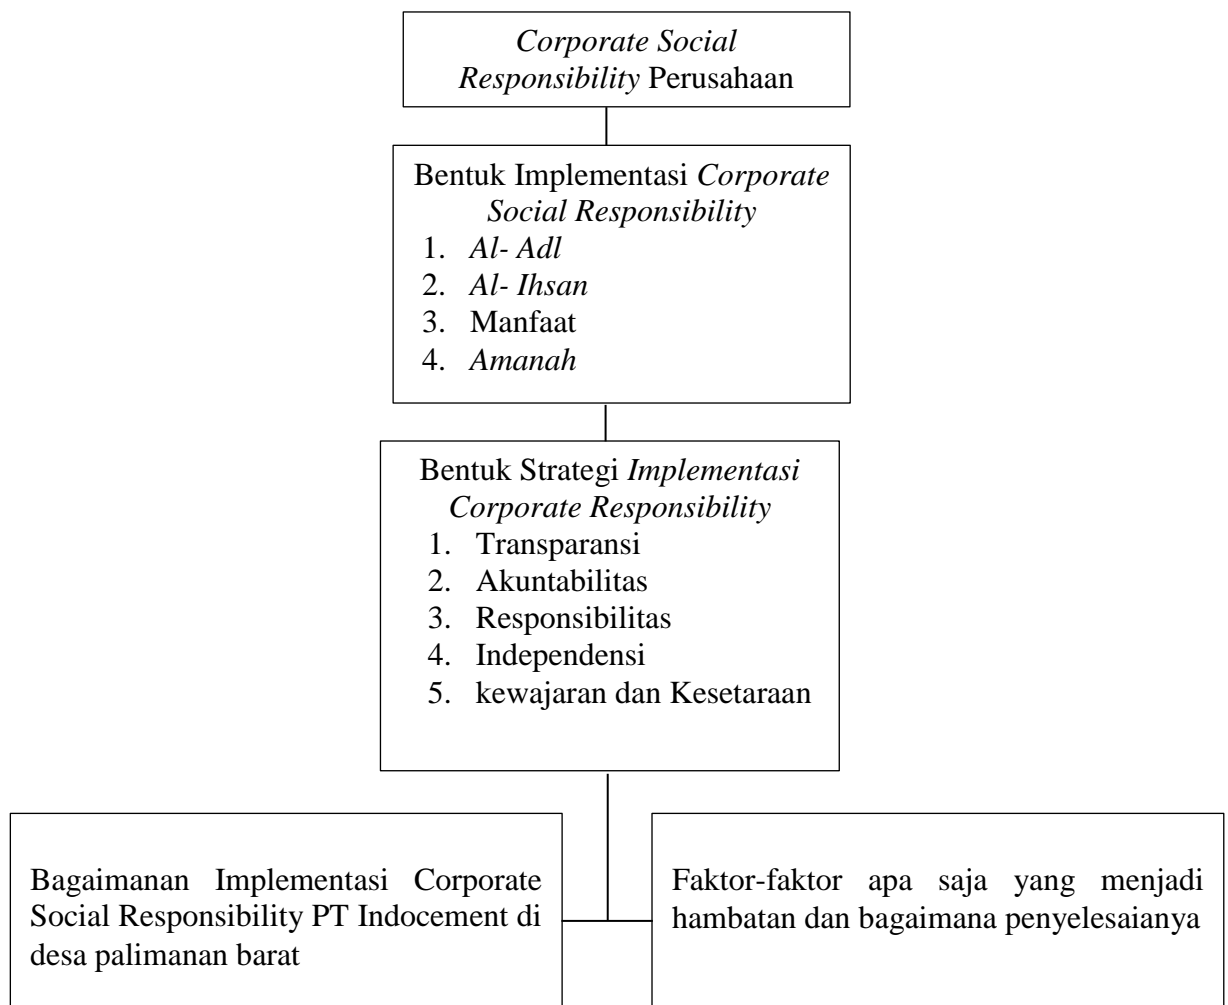 Corporate Social
Responsibility Perusahaan
Bentuk Implementasi Corporate
Social Responsibility
1. Al- Adl
2. Al- Ihsan
3. Manfaat
4. Amanah
Bentuk Strategi Implementasi
Corporate Responsibility
1. Transparansi
2. Akuntabilitas
3. Responsibilitas
4. Independensi
5. kewajaran dan Kesetaraan
Bagaimanan Implementasi Corporate
Social Responsibility PT Indocement di
desa palimanan barat
Faktor-faktor apa saja yang menjadi
hambatan dan bagaimana penyelesaianya